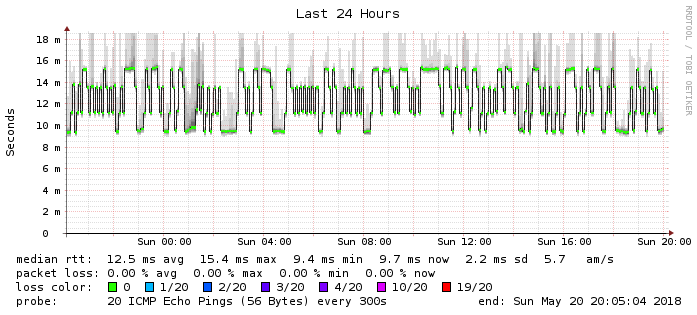 Last 24 Hours
RRDTOOL / TOBI OETIKER
Seconds
18 m
16 m
14 m
12 m
10 m
8 m
6 m
4 m
2 m
0
Sun 00:00 Sun 04:00 Sun 08:00 Sun 12:00 Sun 16:00 Sun 20:00
median rtt: 12.5 ms avg 15.4 ms max 9.4 ms min 9.7 ms now 2.2 ms sd 5.7 am/s
packet loss: 0.00 % avg 0.00 % max 0.00 % min 0.00 % now
loss color: 0 1/20 2/20 3/20 4/20 10/20 19/20
probe: 20 ICMP Echo Pings (56 Bytes) every 300s end: Sun May 20 20:05:04 2018